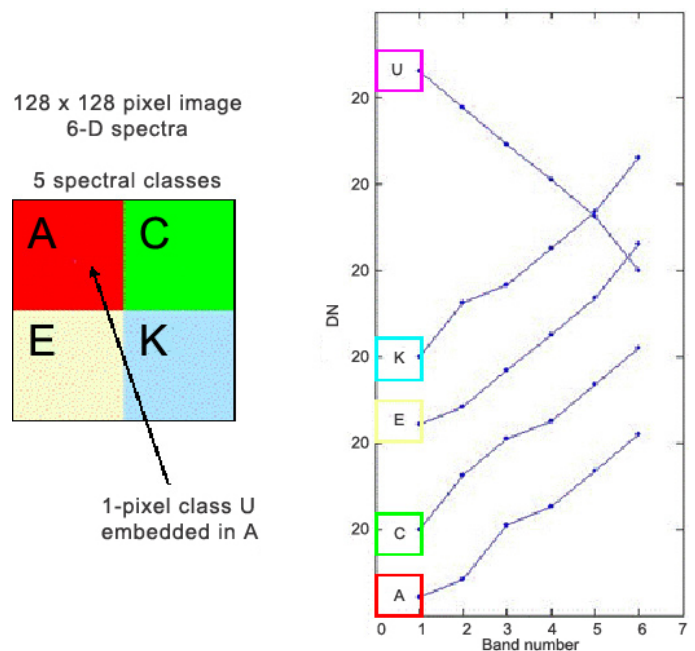 128 x 128 pixel image
6-D spectra
5 spectral classes
A C
E K
1-pixel class U
embedded in A
U
20
20
20
DN
20
K
E
20
20
C
A
0 1 2 3 4 5 6 7
Band number